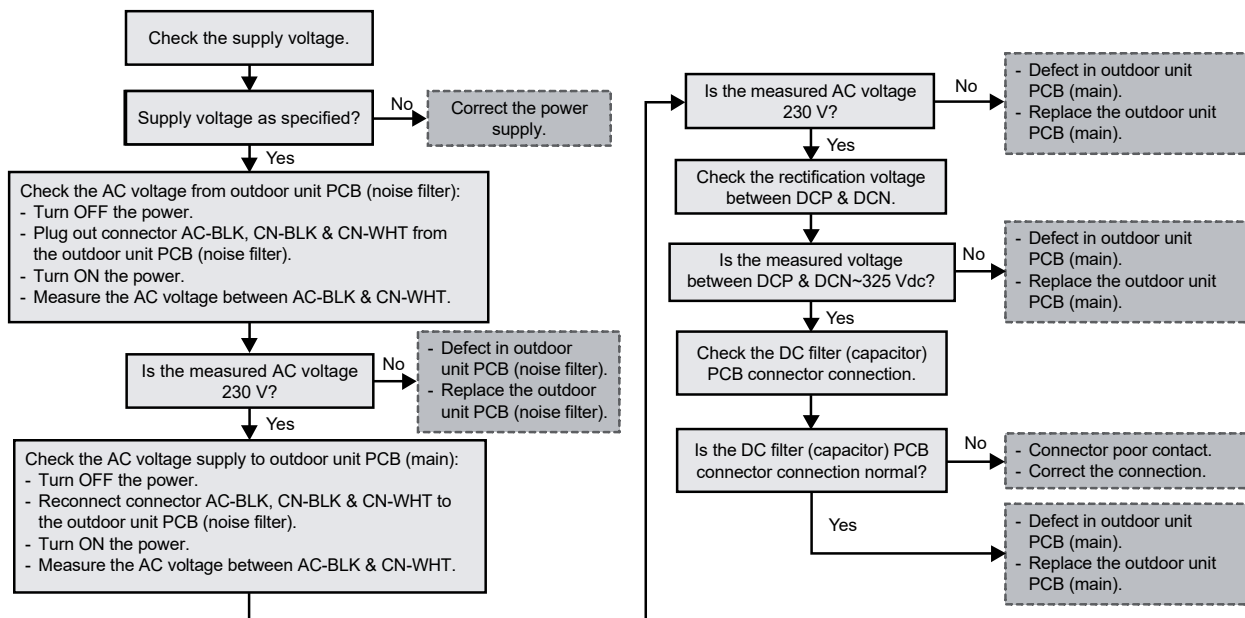 Check the supply voltage.
Supply voltage as specified?
No
Correct the power
supply.
Yes
Check the AC voltage from outdoor unit PCB (noise filter):
- Turn OFF the power.
- Plug out connector AC-BLK, CN-BLK & CN-WHT from
the outdoor unit PCB (noise filter).
- Turn ON the power.
- Measure the AC voltage between AC-BLK & CN-WHT.
Is the measured AC voltage
230 V?
No
- Defect in outdoor
unit PCB (noise filter).
- Replace the outdoor
unit PCB (noise filter).
Yes
Check the AC voltage supply to outdoor unit PCB (main):
- Turn OFF the power.
- Reconnect connector AC-BLK, CN-BLK & CN-WHT to
the outdoor unit PCB (noise filter).
- Turn ON the power.
- Measure the AC voltage between AC-BLK & CN-WHT.
Is the measured AC voltage
230 V?
No
- Defect in outdoor unit
PCB (main).
- Replace the outdoor unit
PCB (main).
Yes
Check the rectification voltage
between DCP & DCN.
Is the measured voltage
between DCP & DCN~325 Vdc?
No
- Defect in outdoor unit
PCB (main).
- Replace the outdoor unit
PCB (main).
Yes
Check the DC filter (capacitor)
PCB connector connection.
Is the DC filter (capacitor) PCB
connector connection normal?
No
- Connector poor contact.
- Correct the connection.
Yes
- Defect in outdoor unit
PCB (main).
- Replace the outdoor unit
PCB (main).